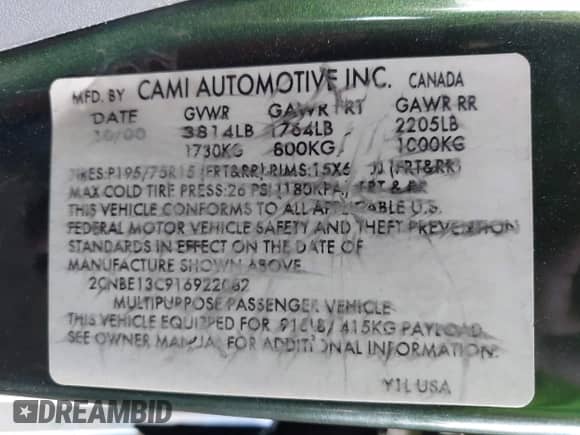 MFD. BY CAMI AUTOMOTIVE INC. CANADA
DATE GVWR GAWR FRT GAWR RR
10/00 3814LB 1764LB 2205LB
1730KG 800KG 1000KG
TIRES:P195/75R15 (FRT&RR) RIMS:15X6 (FRT&RR)
MAX COLD TIRE PRESS:26 PSI (180KPA) FRT & RR
THIS VEHICLE CONFORMS TO ALL APPLICABLE U.S.
FEDERAL MOTOR VEHICLE SAFETY AND THEFT PREVENTION
STANDARDS IN EFFECT ON THE DATE OF
MANUFACTURE SHOWN ABOVE
2CNBE13C916922082
MULTIPURPOSE PASSENGER VEHICLE
THIS VEHICLE EQUIPPED FOR 915LB/415KG PAYLOAD.
SEE OWNER MANUAL FOR ADDITIONAL INFORMATION.
Y1L USA
DREAMBID